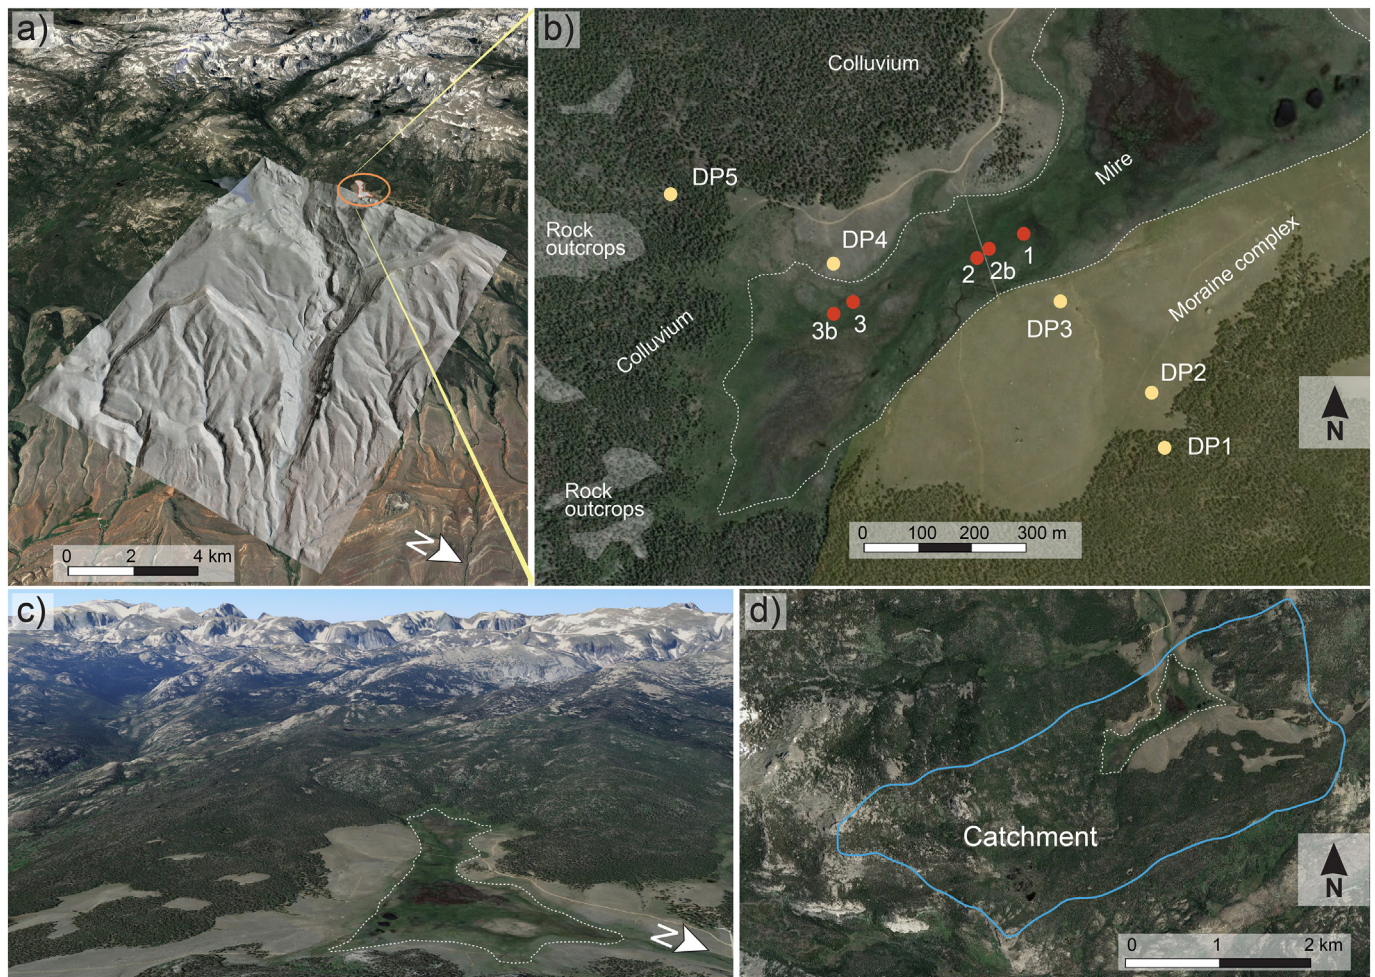 a)
N
0 2 4 km
b)
Colluvium
DP5
Mire
Rock
outcrops
DP4
1
2 2b
Moraine complex
3b 3
DP3
Colluvium
DP2
N
DP1
Rock
outcrops
0 100 200 300 m
c)
N
d)
Catchment
N
0 1 2 km